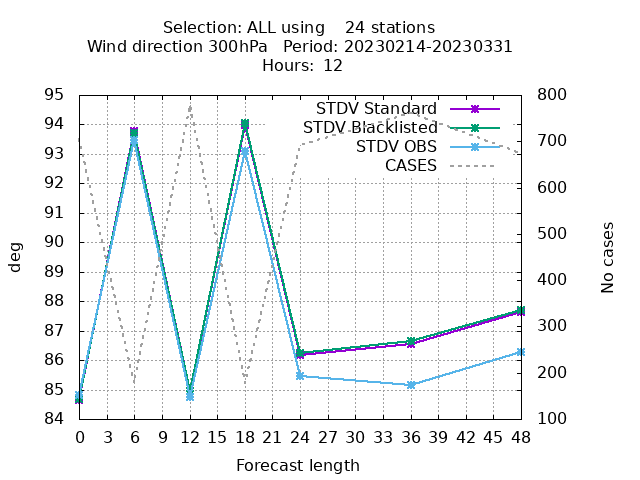 Selection: ALL using    24 stations
Wind direction 300hPa   Period: 20230214-20230331
Hours:  12
STDV Standard
STDV Blacklisted
STDV OBS
CASES
95
94
93
92
91
90
89
88
87
86
85
84
800
700
600
500
400
300
200
100
deg
No cases
0 3 6 9 12 15 18 21 24 27 30 33 36 39 42 45 48
Forecast length